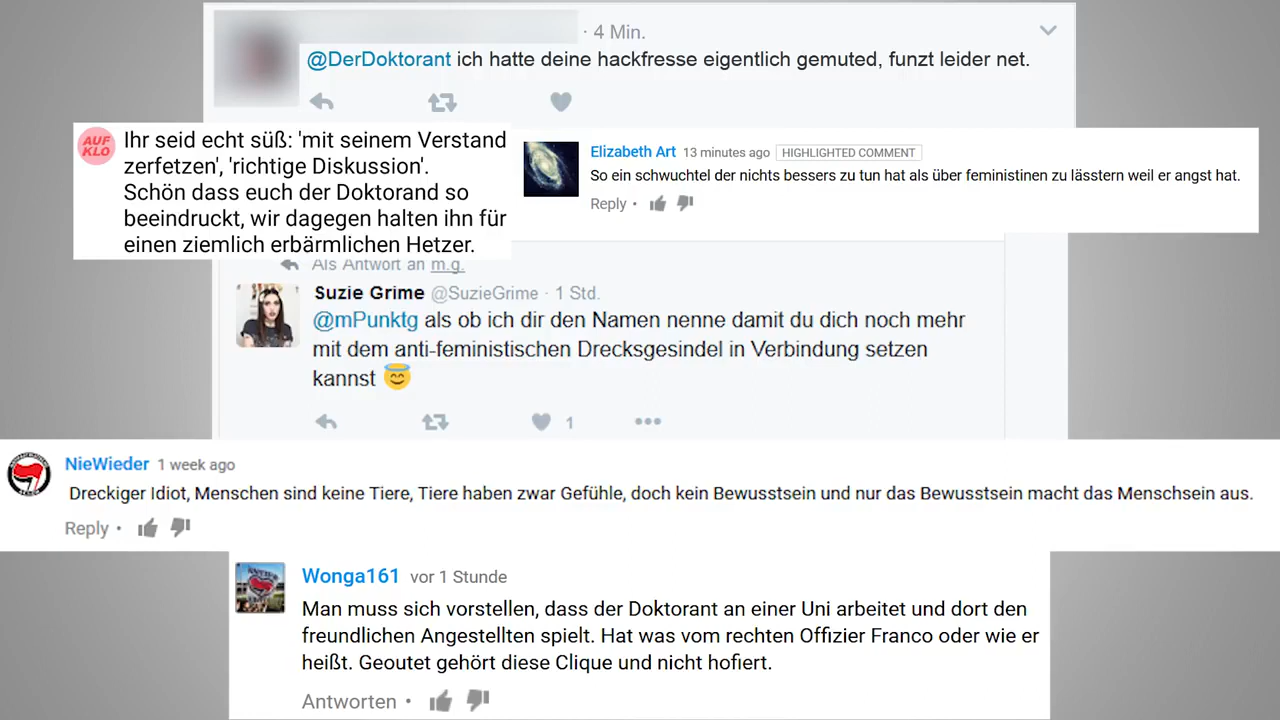 · 4 Min.
@DerDoktorant ich hatte deine hackfresse eigentlich gemuted, funzt leider net.
AUF
KLO
Ihr seid echt süß: 'mit seinem Verstand
zerfetzen', 'richtige Diskussion'.
Schön dass euch der Doktorand so
beeindruckt, wir dagegen halten ihn für
einen ziemlich erbärmlichen Hetzer.
Elizabeth Art 13 minutes ago HIGHLIGHTED COMMENT
So ein schwuchtel der nichts bessers zu tun hat als über feministinen zu lässtern weil er angst hat.
Reply •
Als Antwort an m.g.
Suzie Grime @SuzieGrime · 1 Std.
@mPunktg als ob ich dir den Namen nenne damit du dich noch mehr
mit dem anti-feministischen Drecksgesindel in Verbindung setzen
kannst 😇
1
NieWieder 1 week ago
Dreckiger Idiot, Menschen sind keine Tiere, Tiere haben zwar Gefühle, doch kein Bewusstsein und nur das Bewusstsein macht das Menschsein aus.
Reply •
Wonga161 vor 1 Stunde
Man muss sich vorstellen, dass der Doktorant an einer Uni arbeitet und dort den
freundlichen Angestellten spielt. Hat was vom rechten Offizier Franco oder wie er
heißt. Geoutet gehört diese Clique und nicht hofiert.
Antworten •